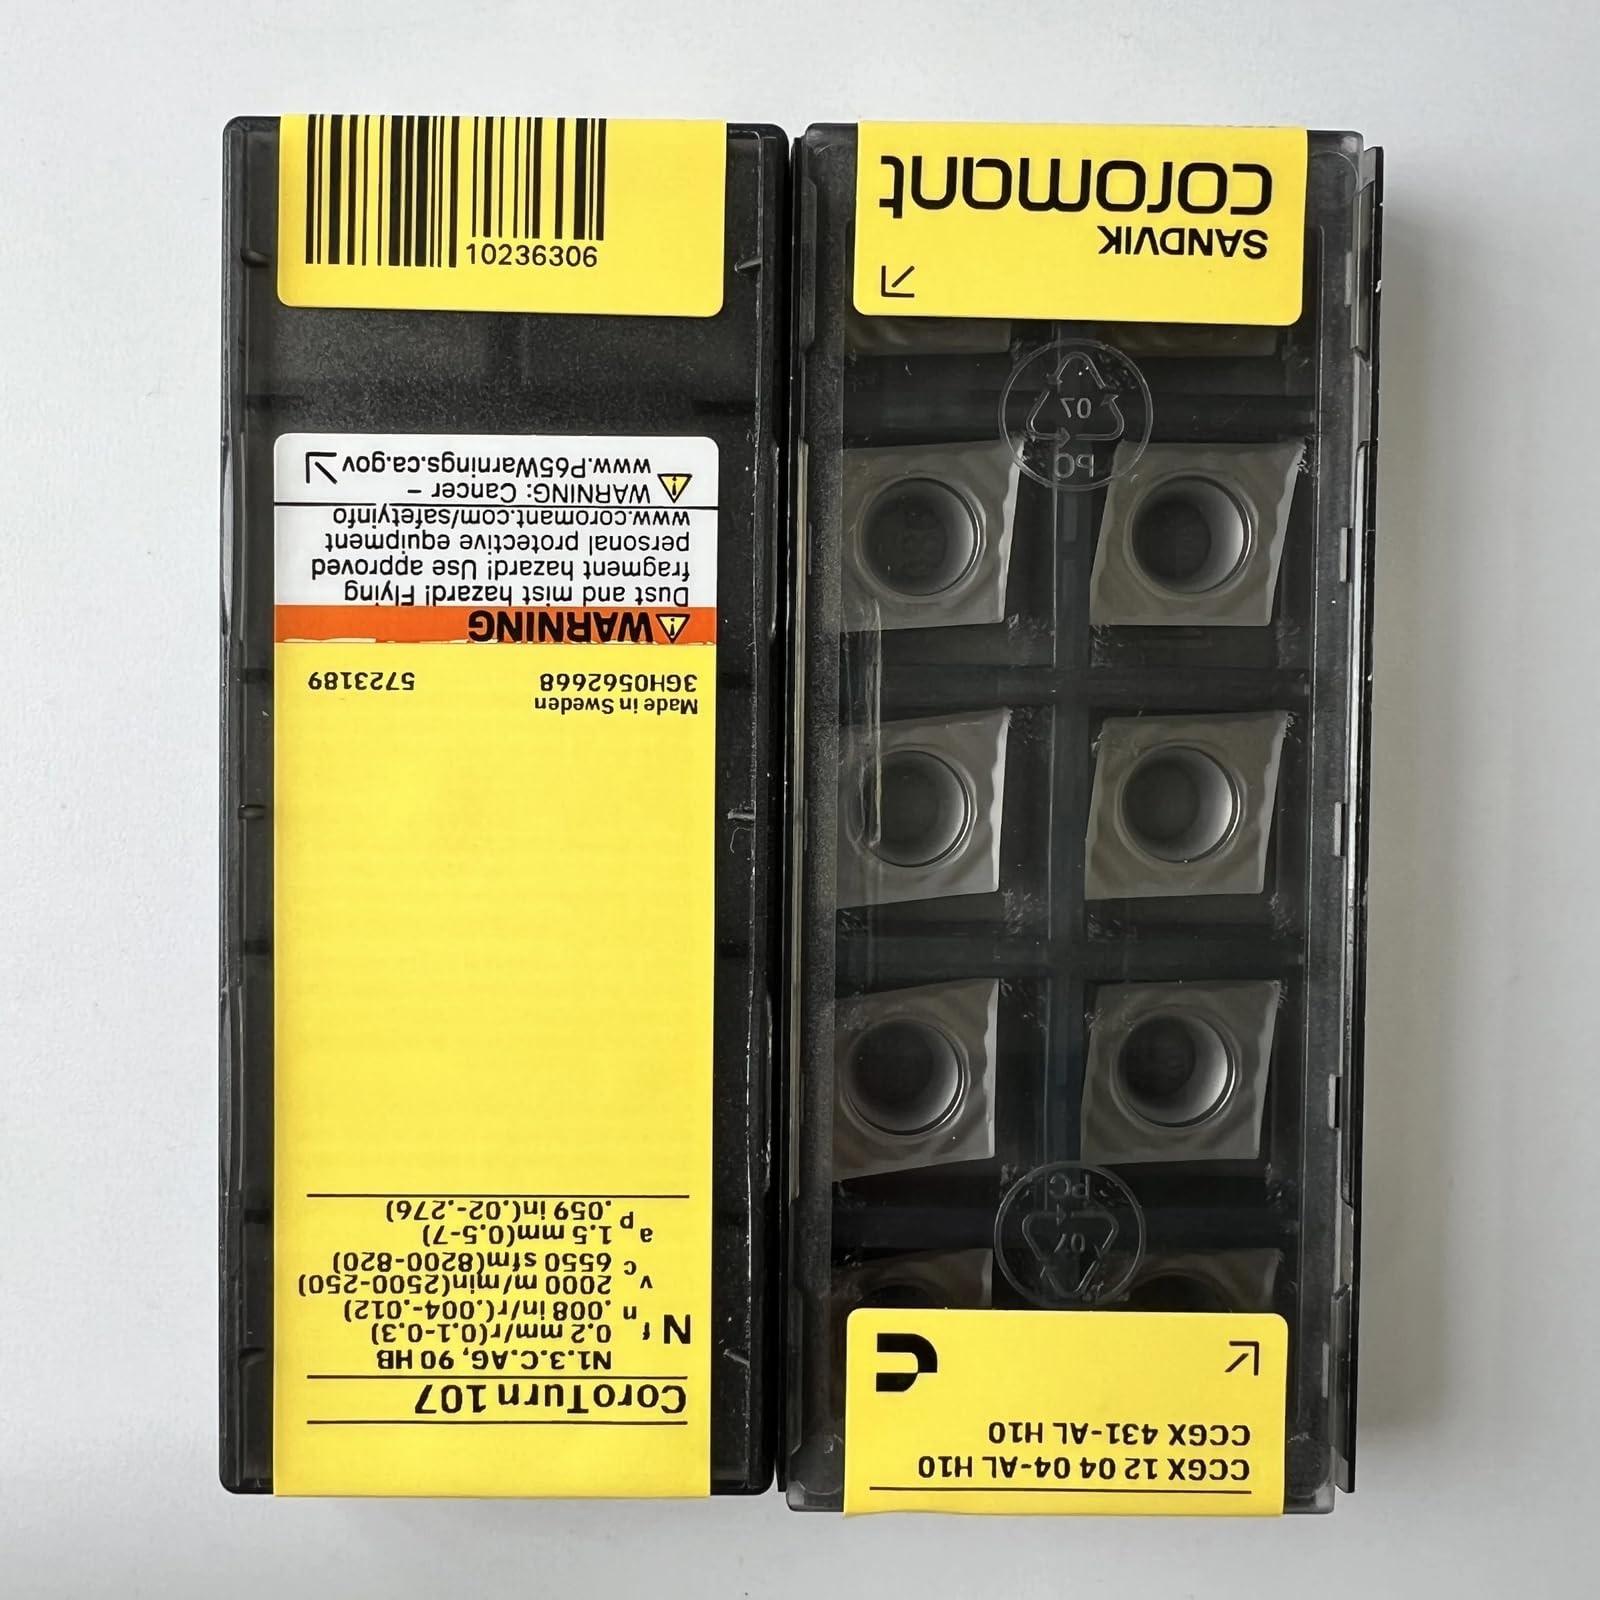 CoroTurn 107
N1.3.C.AG, 90 HB
N f n 0.2 mm/r(0.1-0.3)
.008 in/r(.004-.012)
v c 2000 m/min(2500-250)
6550 sfm(8200-820)
a p 1.5 mm(0.5-7)
.059 in(.02-.276)
Made in Sweden
3GH0562668 5723189
WARNING
Dust and mist hazard! Flying
fragment hazard! Use approved
personal protective equipment
www.coromant.com/safetyinfo
WARNING: Cancer –
www.P65Warnings.ca.gov
10236306
CCGX 12 04 04-AL H10
CCGX 431-AL H10
07
PC
07
PC
SANDVIK
coromant